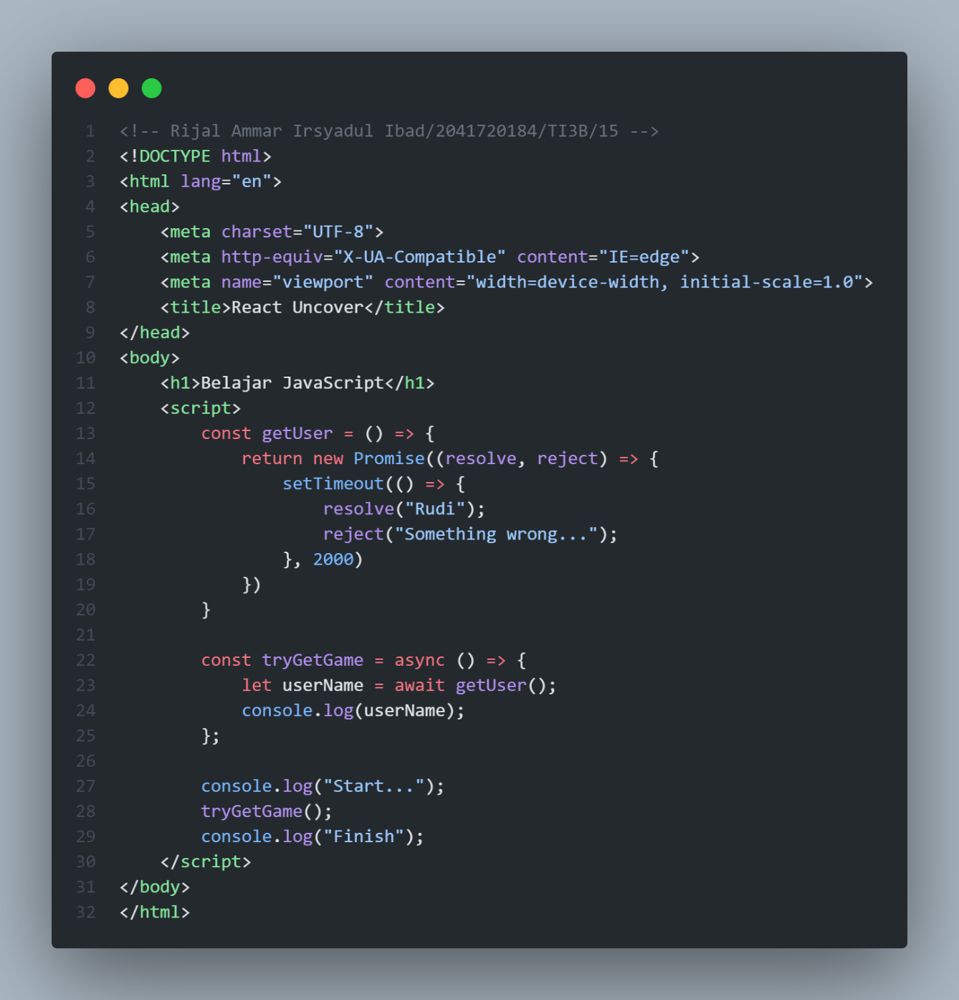 1 <!-- Rijal Ammar Irsyadul Ibad/2041720184/TI3B/15 -->
2 <!DOCTYPE html>
3 <html lang="en">
4 <head>
5     <meta charset="UTF-8">
6     <meta http-equiv="X-UA-Compatible" content="IE=edge">
7     <meta name="viewport" content="width=device-width, initial-scale=1.0">
8     <title>React Uncover</title>
9 </head>
10 <body>
11     <h1>Belajar JavaScript</h1>
12     <script>
13         const getUser = () => {
14             return new Promise((resolve, reject) => {
15                 setTimeout(() => {
16                     resolve("Rudi");
17                     reject("Something wrong...");
18                 }, 2000)
19             })
20         }
21
22         const tryGetGame = async () => {
23             let userName = await getUser();
24             console.log(userName);
25         };
26
27         console.log("Start...");
28         tryGetGame();
29         console.log("Finish");
30     </script>
31 </body>
32 </html>